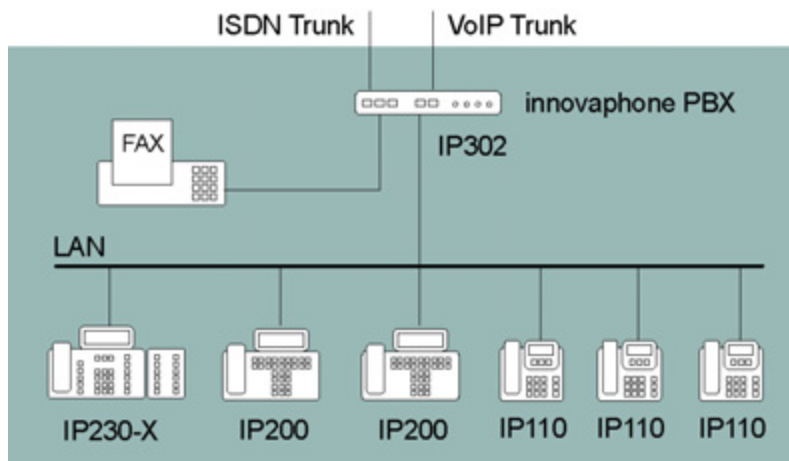 ISDN Trunk
VoIP Trunk
innovaphone PBX
IP302
FAX
LAN
IP230-X
IP200
IP200
IP110
IP110
IP110